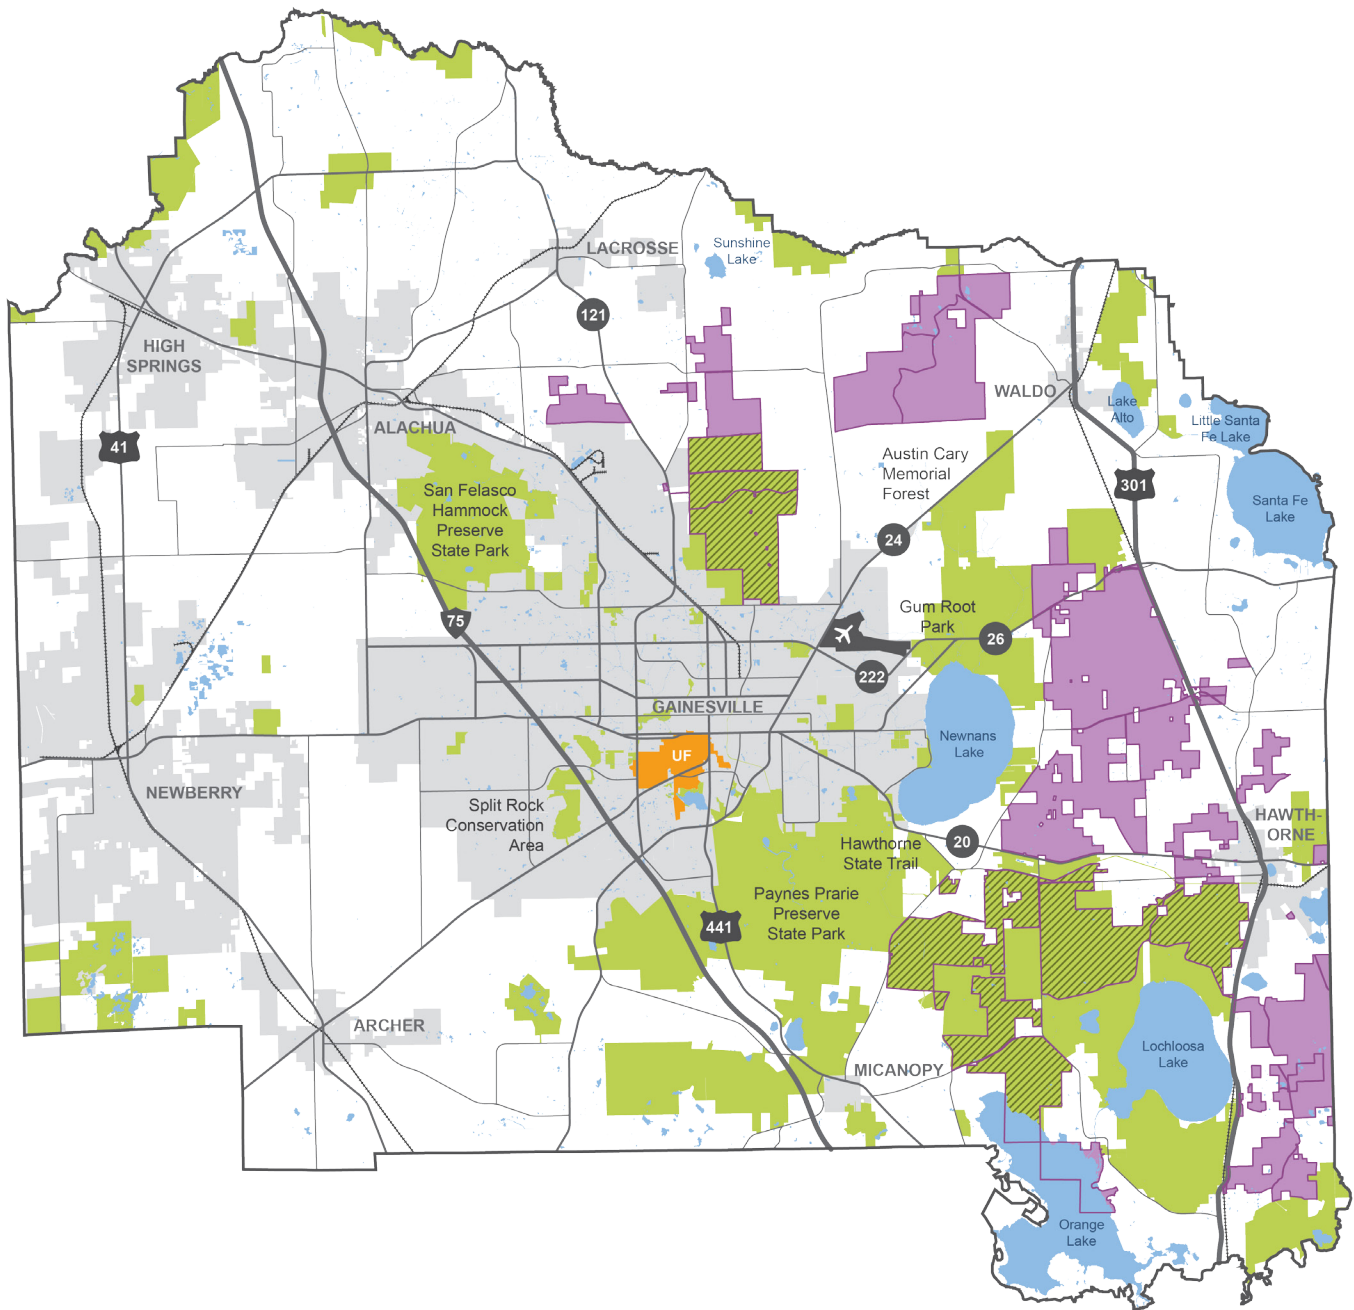 LACROSSE
Sunshine
Lake
121
HIGH
SPRINGS
WALDO
Lake
Alto
Little Santa
Fe Lake
ALACHUA
41
Austin Cary
Memorial
Forest
301
San Felasco
Hammock
Preserve
State Park
Santa Fe
Lake
24
Gum Root
Park
75
26
222
GAINESVILLE
Newnans
Lake
UF
NEWBERRY
Split Rock
Conservation
Area
HAWTH-
ORNE
Hawthorne
State Trail
20
Paynes Prarie
Preserve
State Park
441
ARCHER
Lochloosa
Lake
MICANOPY
Orange
Lake